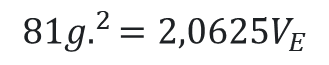 81g.² = 2,0625V_E